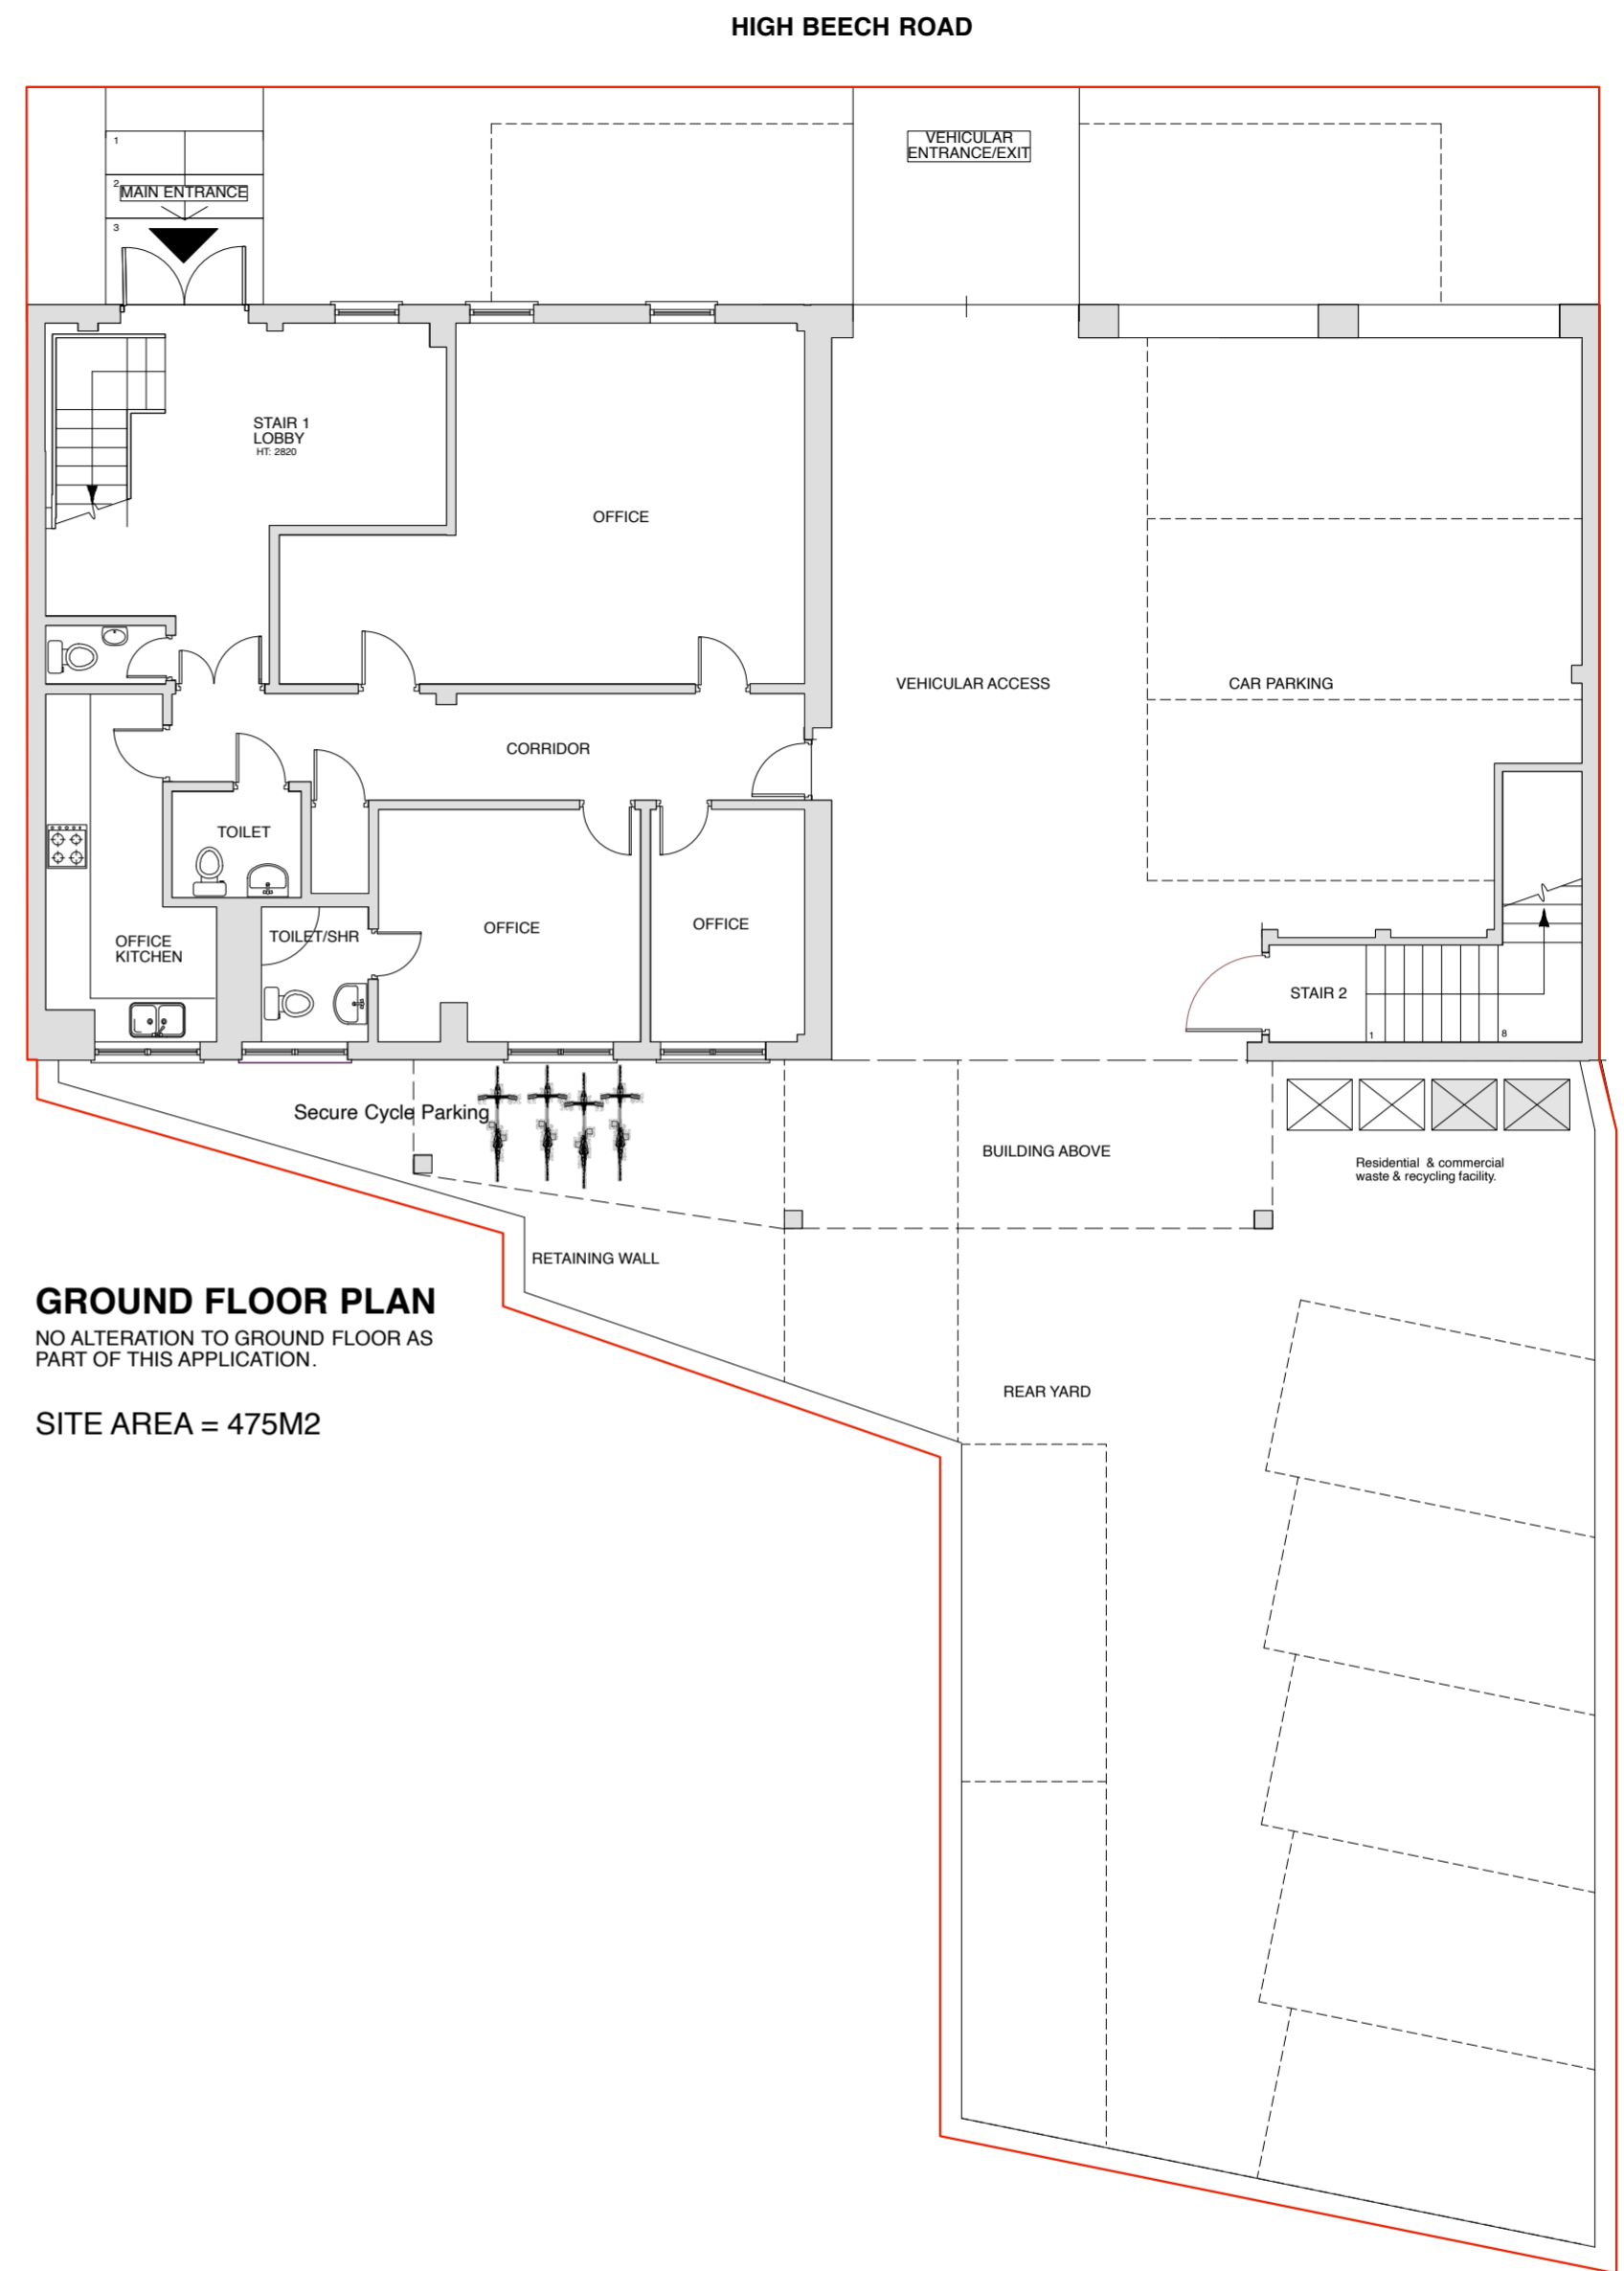 HIGH BEECH ROAD
VEHICULAR
ENTRANCE/EXIT
1
2
MAIN ENTRANCE
3
STAIR 1
LOBBY
HT: 2820
OFFICE
VEHICULAR ACCESS
CAR PARKING
CORRIDOR
TOILET
OFFICE
KITCHEN
TOILET/SHR
OFFICE
OFFICE
STAIR 2
1
8
Secure Cycle Parking
BUILDING ABOVE
Residential & commercial
waste & recycling facility.
RETAINING WALL
GROUND FLOOR PLAN
NO ALTERATION TO GROUND FLOOR AS
PART OF THIS APPLICATION.
REAR YARD
SITE AREA = 475M2